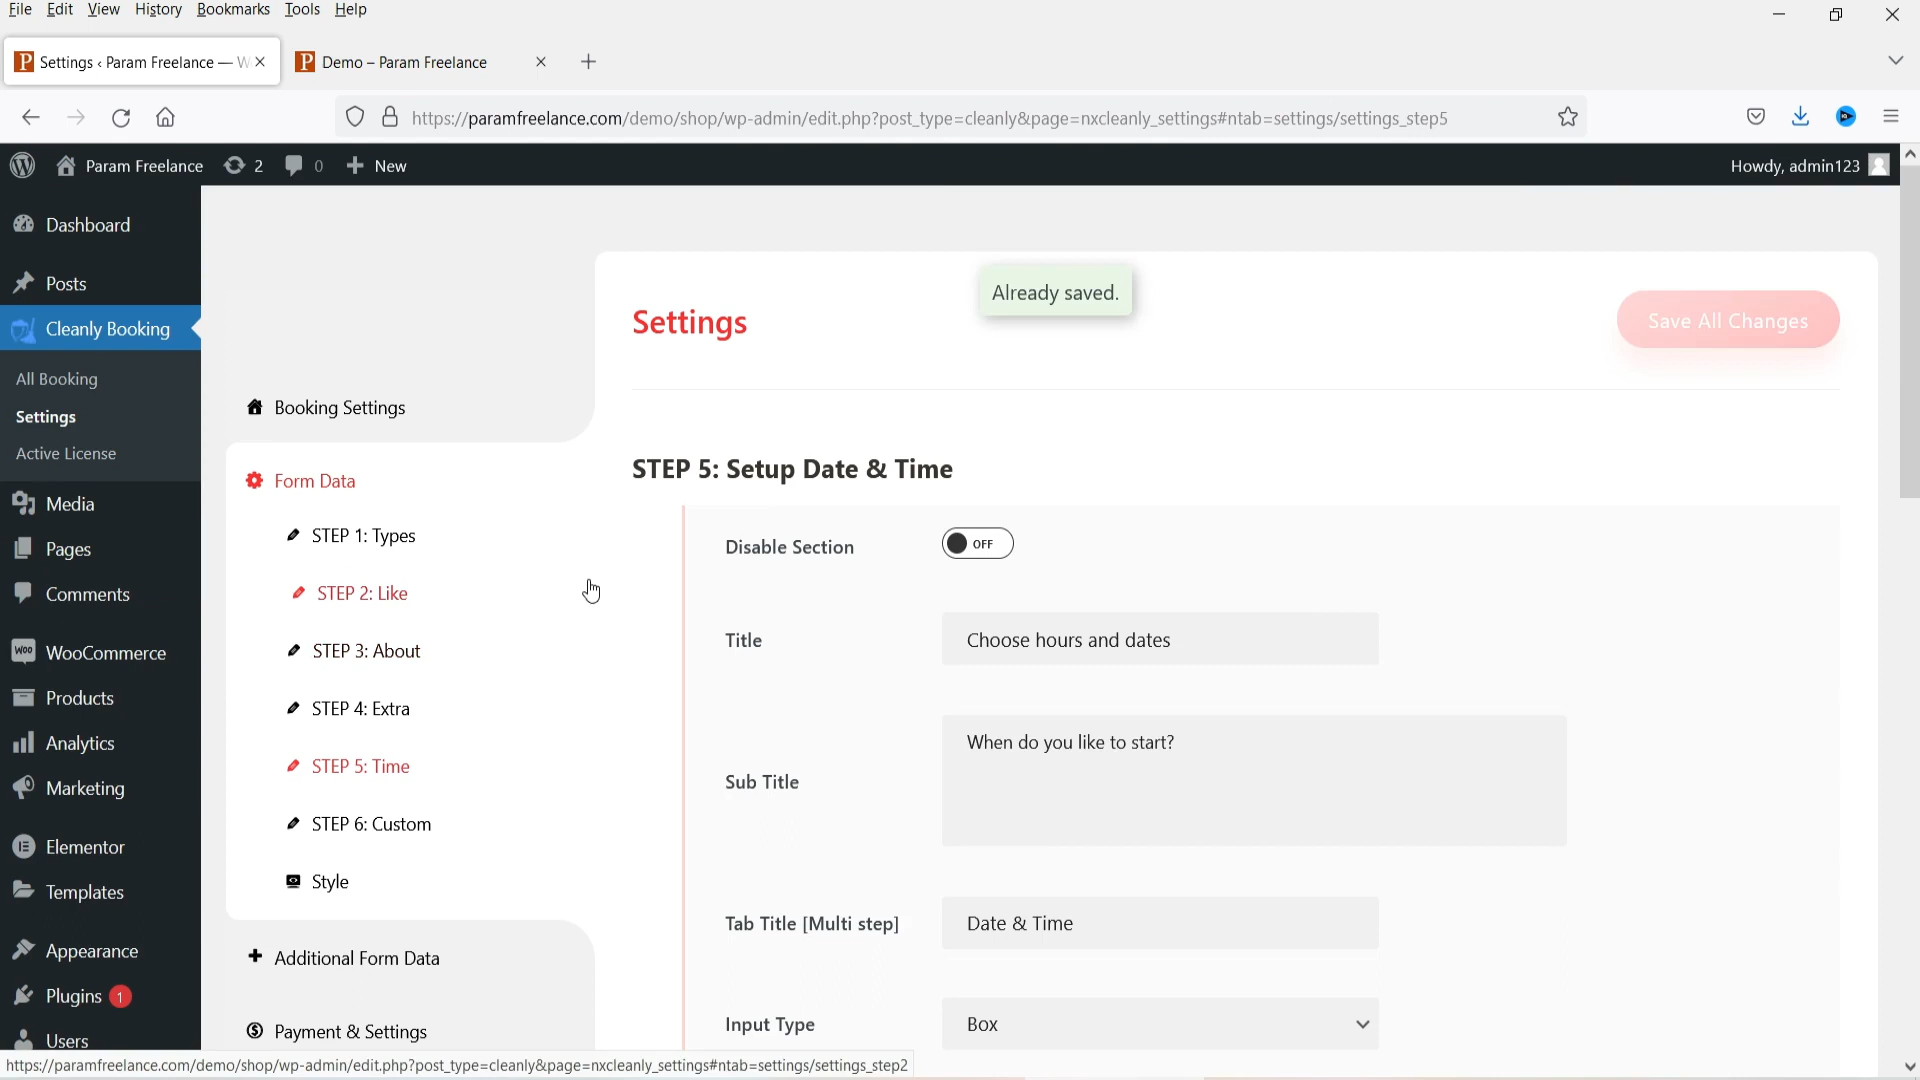 File Edit View History Bookmarks Tools Help
Settings ‹ Param Freelance — W
Demo – Param Freelance
https://paramfreelance.com/demo/shop/wp-admin/edit.php?post_type=cleanly&page=nxcleanly_settings#ntab=settings/settings_step5
Param Freelance 2 0 New
Howdy, admin123
Dashboard
Posts
Cleanly Booking
All Booking
Settings
Active License
Media
Pages
Comments
WooCommerce
Products
Analytics
Marketing
Elementor
Templates
Appearance
Plugins 1
Users
Booking Settings
Form Data
STEP 1: Types
STEP 2: Like
STEP 3: About
STEP 4: Extra
STEP 5: Time
STEP 6: Custom
Style
Additional Form Data
Payment & Settings
Settings
Already saved.
Save All Changes
STEP 5: Setup Date & Time
Disable Section
OFF
Title
Choose hours and dates
Sub Title
When do you like to start?
Tab Title [Multi step]
Date & Time
Input Type
Box
https://paramfreelance.com/demo/shop/wp-admin/edit.php?post_type=cleanly&page=nxcleanly_settings#ntab=settings/settings_step2